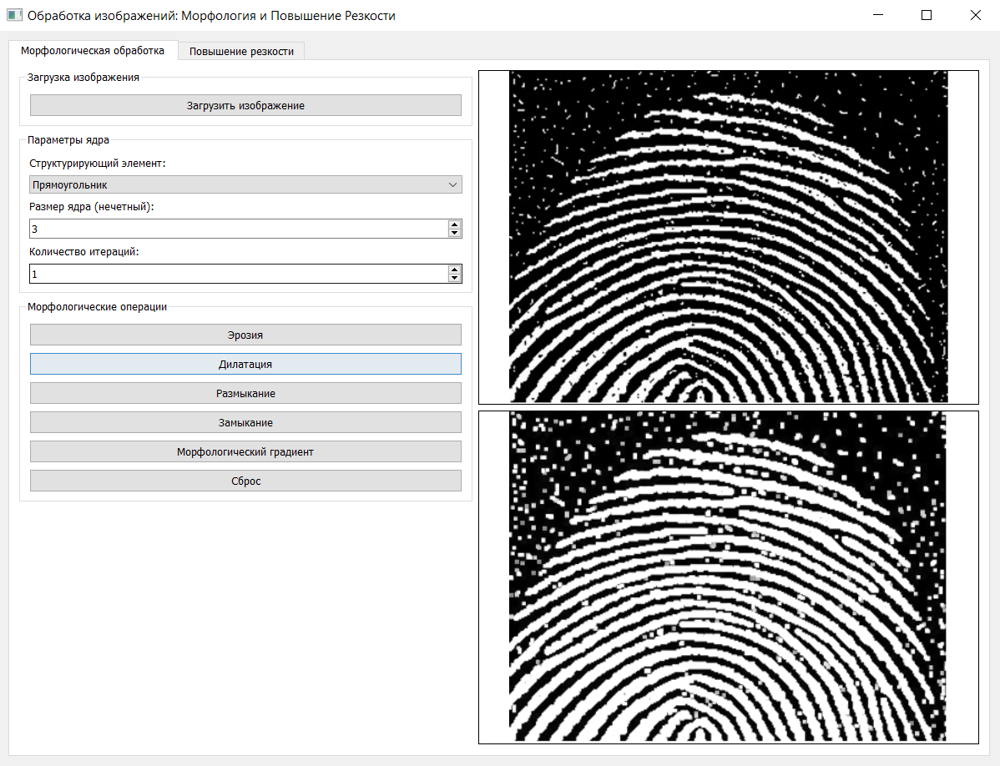 Обработка изображений: Морфология и Повышение Резкости
Морфологическая обработка
Повышение резкости
Загрузка изображения
Загрузить изображение
Параметры ядра
Структурирующий элемент:
Прямоугольник
Размер ядра (нечетный):
3
Количество итераций:
1
Морфологические операции
Эрозия
Дилатация
Размыкание
Замыкание
Морфологический градиент
Сброс